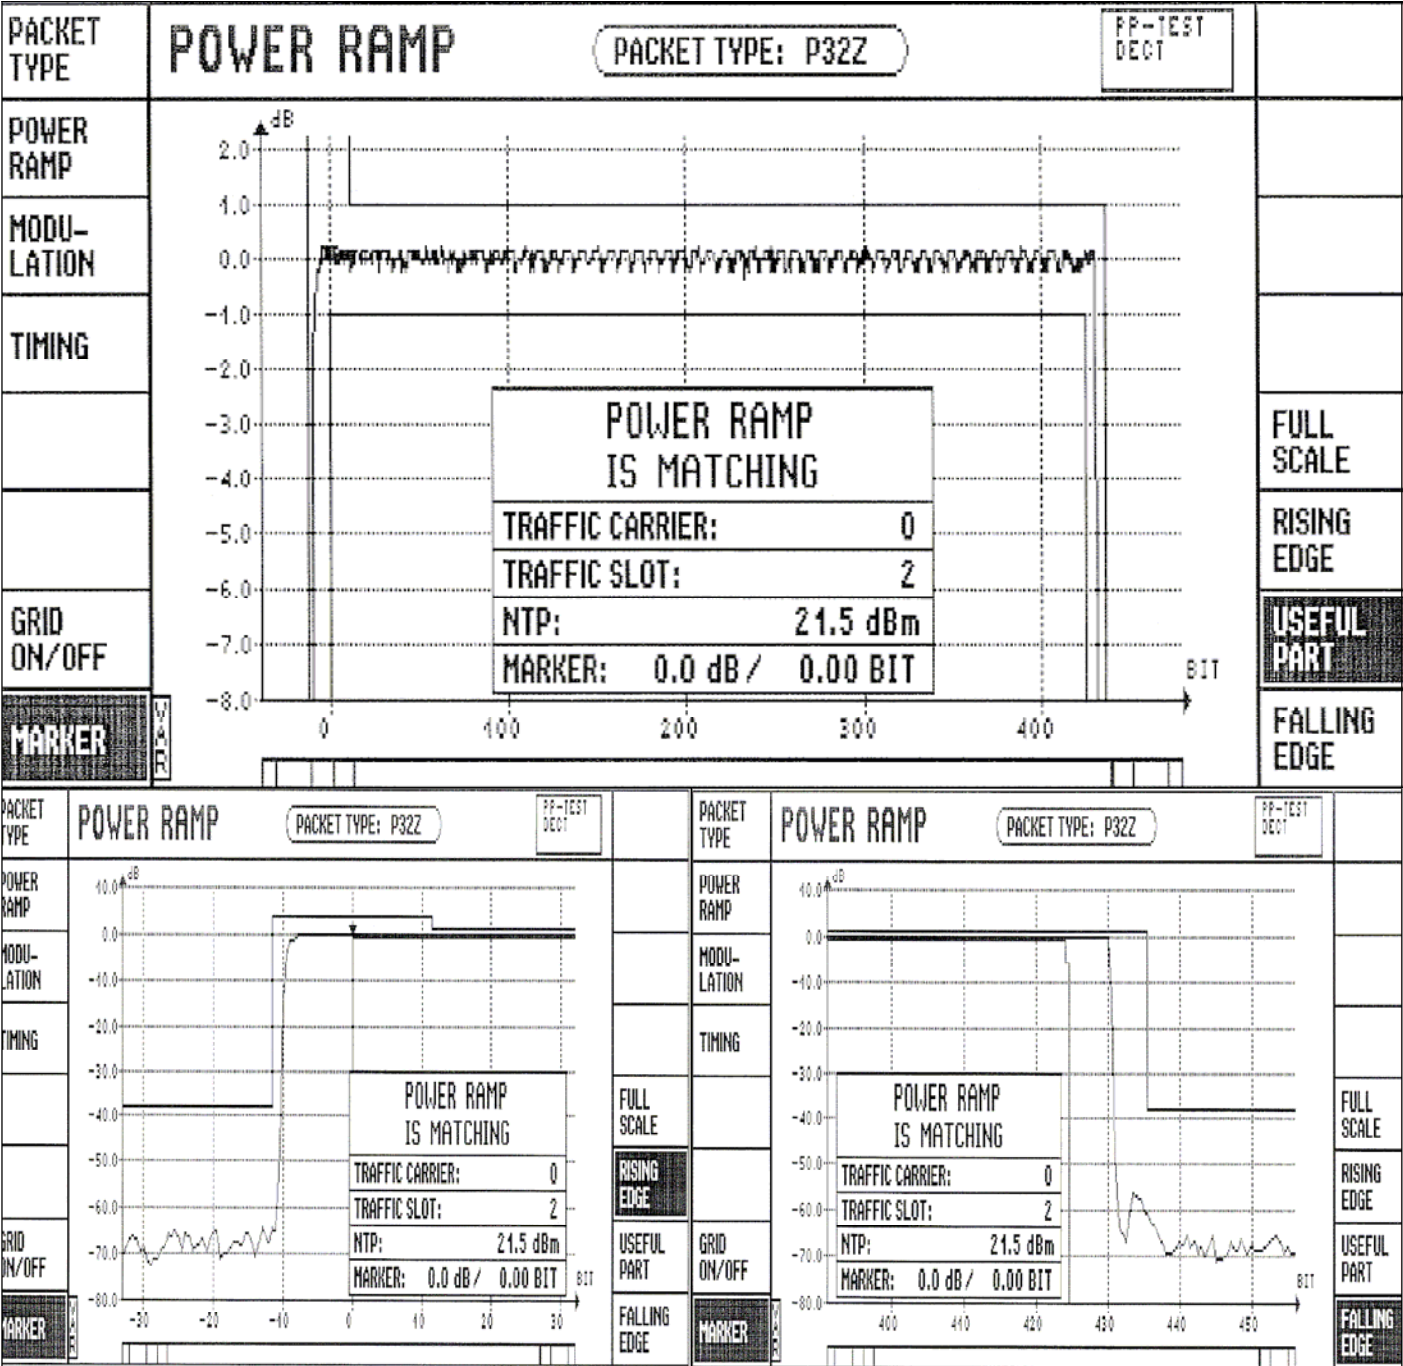 PACKET
TYPE
POWER RAMP
PACKET TYPE: P32Z
PP-TEST
DECT
POWER
RAMP
MODU-
LATION
TIMING
GRID
ON/OFF
MARKER
VAR
dB
2.0
1.0
0.0
-1.0
-2.0
-3.0
-4.0
-5.0
-6.0
-7.0
-8.0
0
100
200
300
400
BIT
POWER RAMP
IS MATCHING
TRAFFIC CARRIER: 0
TRAFFIC SLOT: 2
NTP: 21.5 dBm
MARKER: 0.0 dB / 0.00 BIT
FULL
SCALE
RISING
EDGE
USEFUL
PART
FALLING
EDGE
PACKET
TYPE
POWER RAMP
PACKET TYPE: P32Z
PP-TEST
DECT
POWER
RAMP
MODU-
LATION
TIMING
GRID
ON/OFF
MARKER
VAR
dB
10.0
0.0
-10.0
-20.0
-30.0
-40.0
-50.0
-60.0
-70.0
-80.0
-30
-20
-10
0
10
20
30
BIT
POWER RAMP
IS MATCHING
TRAFFIC CARRIER: 0
TRAFFIC SLOT: 2
NTP: 21.5 dBm
MARKER: 0.0 dB / 0.00 BIT
FULL
SCALE
RISING
EDGE
USEFUL
PART
FALLING
EDGE
PACKET
TYPE
POWER RAMP
PACKET TYPE: P32Z
PP-TEST
DECT
POWER
RAMP
MODU-
LATION
TIMING
GRID
ON/OFF
MARKER
VAR
dB
10.0
0.0
-10.0
-20.0
-30.0
-40.0
-50.0
-60.0
-70.0
-80.0
400
410
420
430
440
450
BIT
POWER RAMP
IS MATCHING
TRAFFIC CARRIER: 0
TRAFFIC SLOT: 2
NTP: 21.5 dBm
MARKER: 0.0 dB / 0.00 BIT
FULL
SCALE
RISING
EDGE
USEFUL
PART
FALLING
EDGE